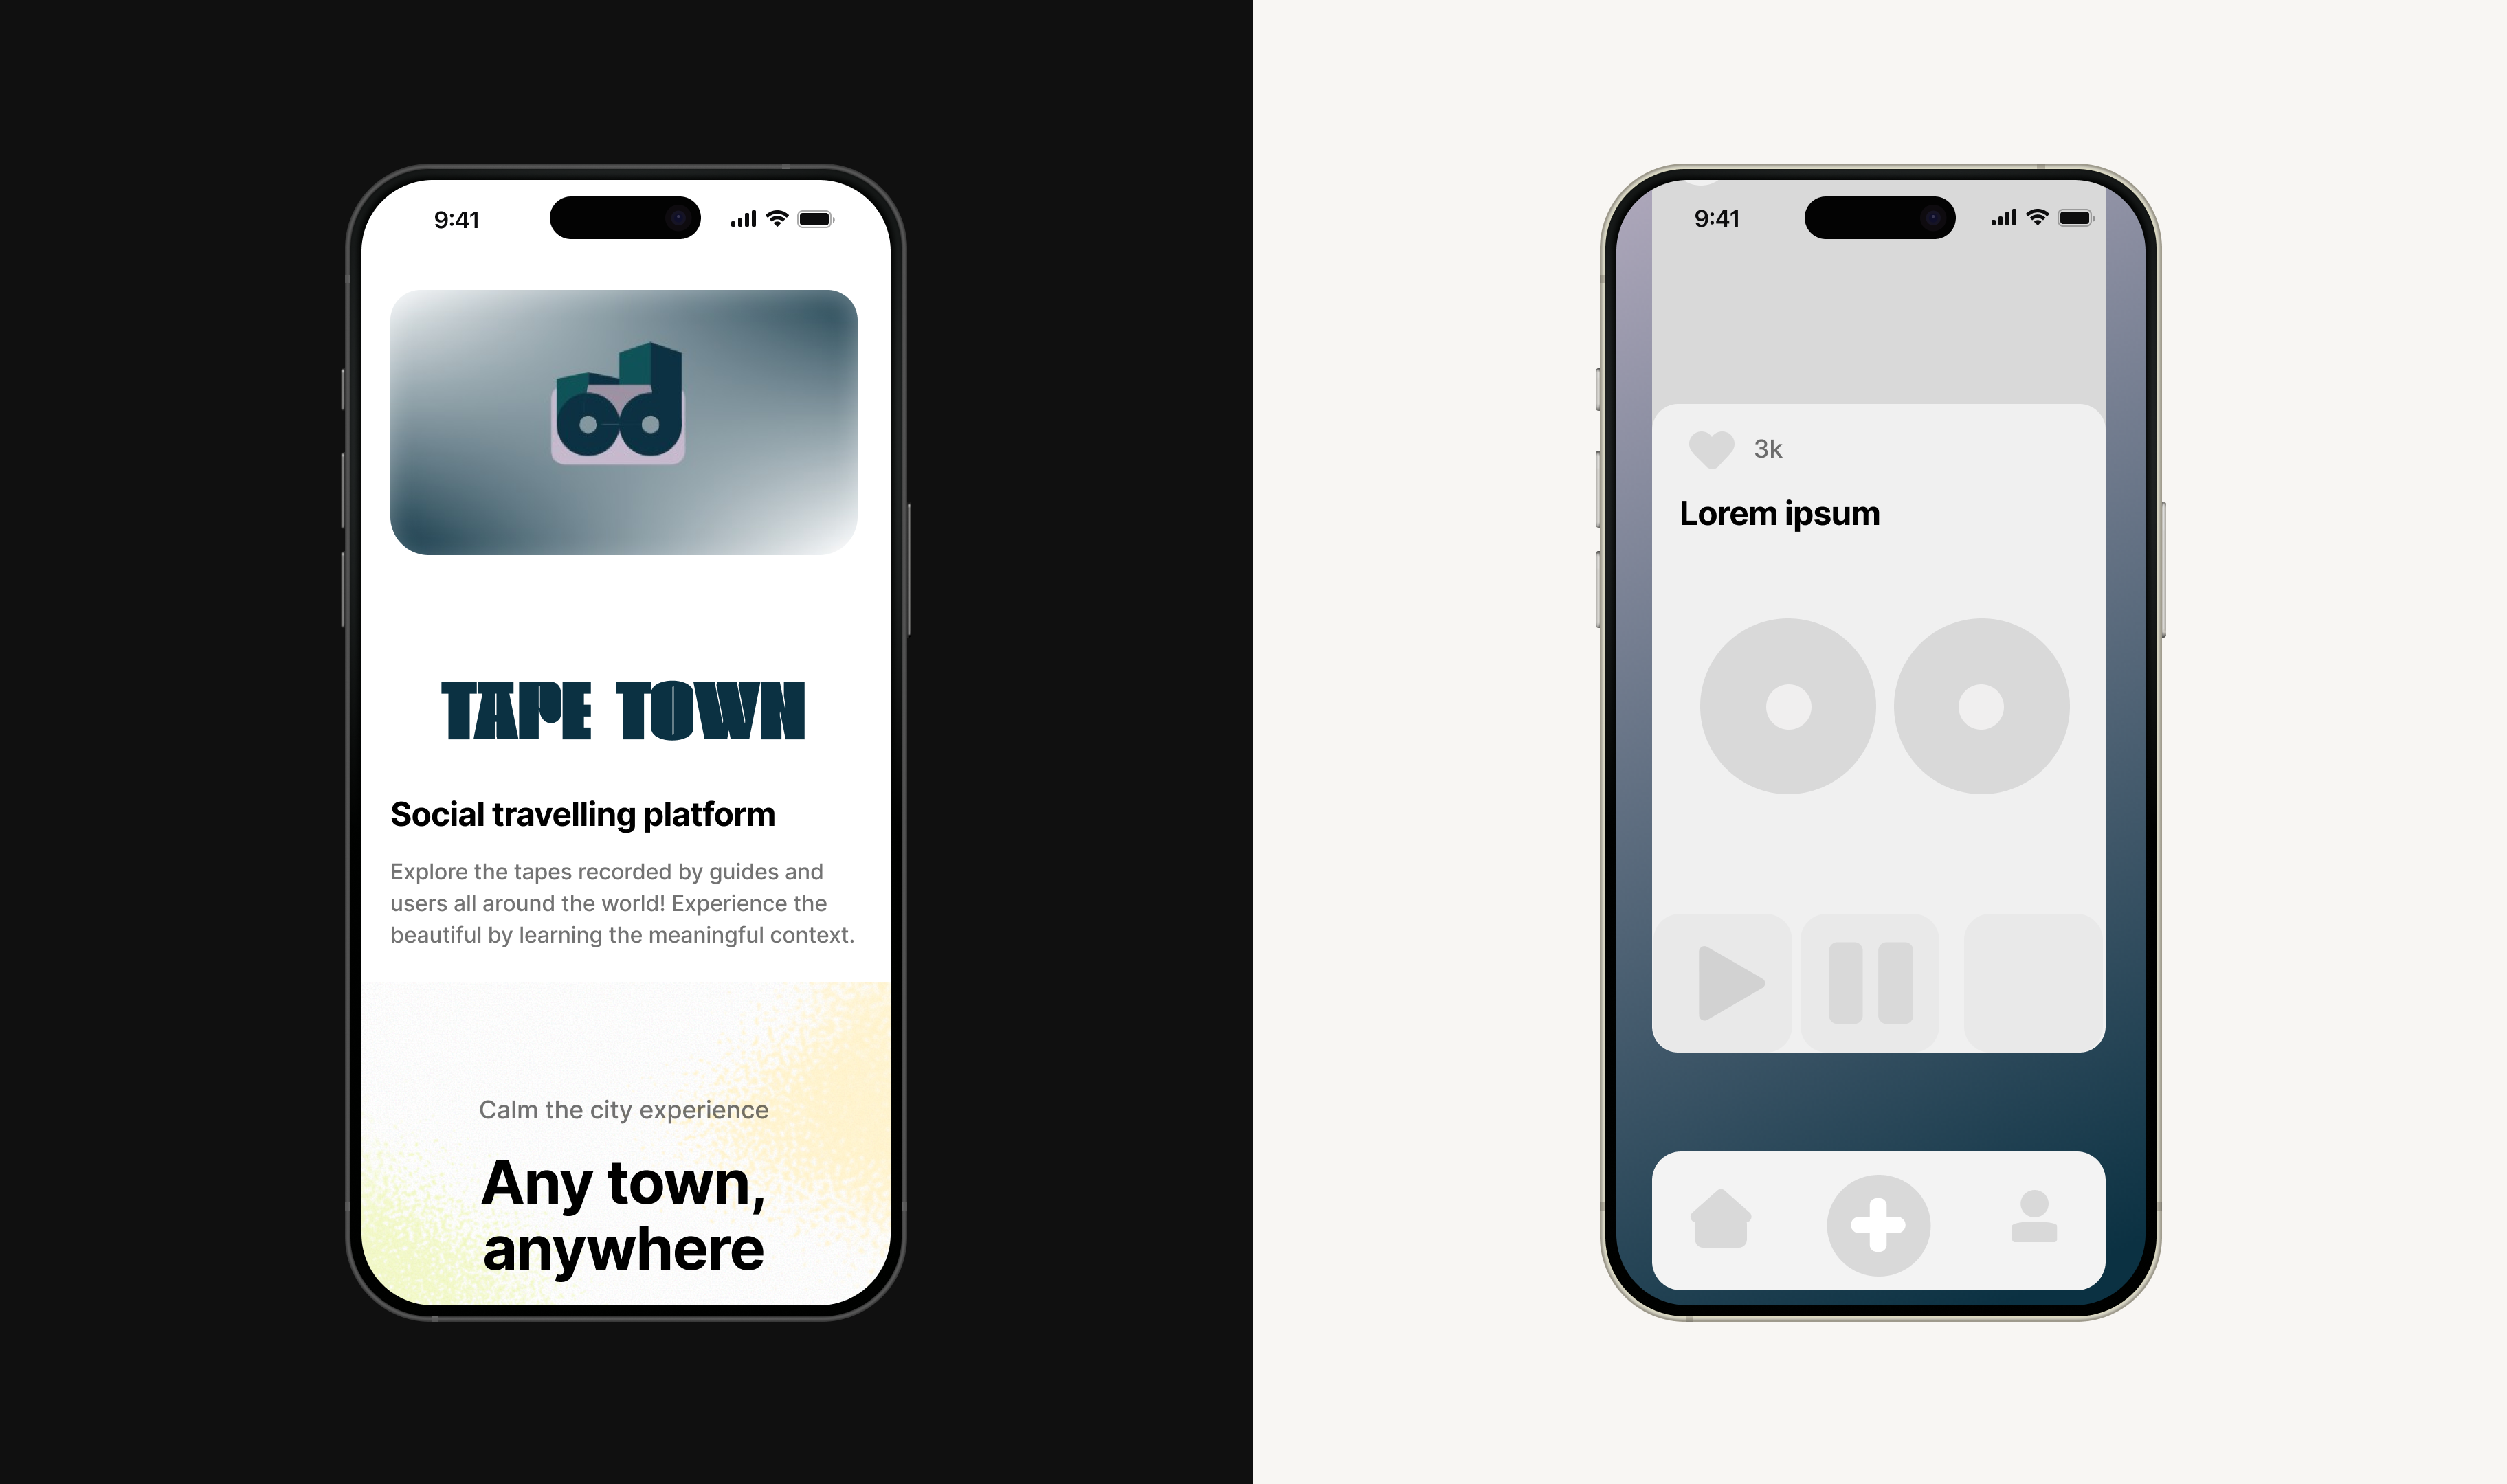 9:41
TAPE TOWN
Social travelling platform
Explore the tapes recorded by guides and
users all around the world! Experience the
beautiful by learning the meaningful context.
Calm the city experience
Any town,
anywhere
9:41
3k
Lorem ipsum